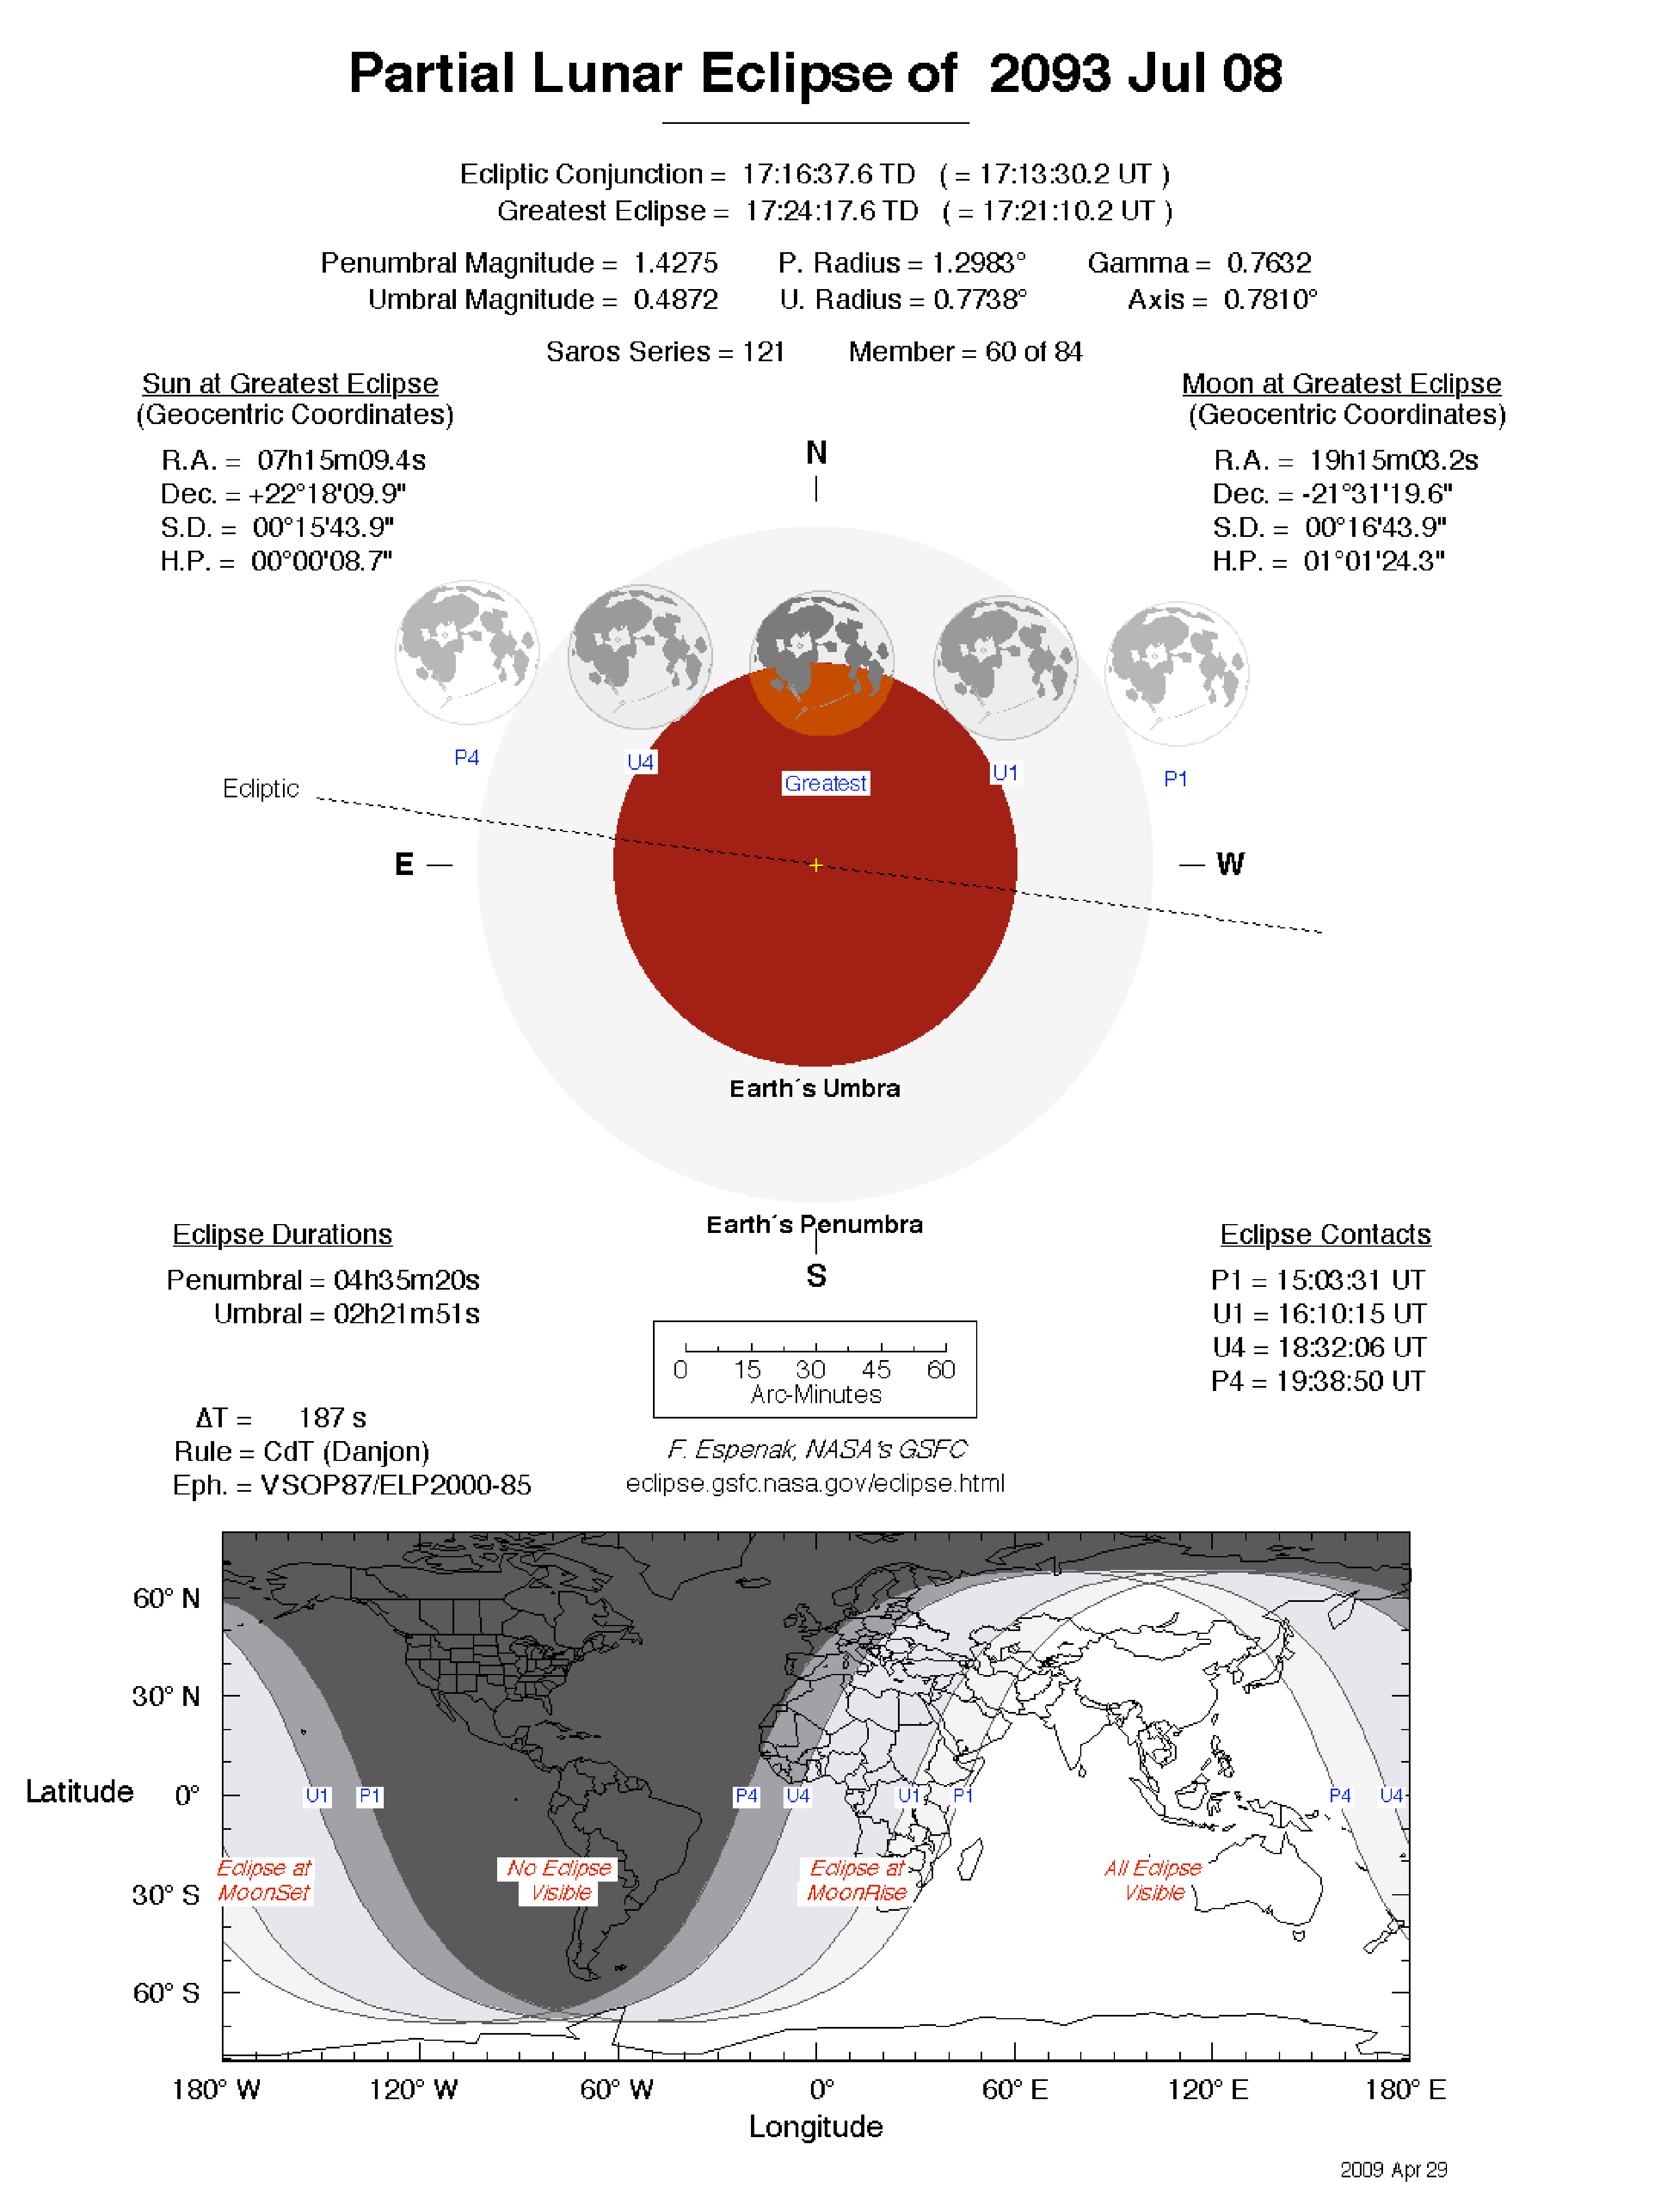 Partial Lunar Eclipse of 2093 Jul 08
Ecliptic Conjunction = 17:16:37.6 TD ( = 17:13:30.2 UT )
Greatest Eclipse = 17:24:17.6 TD ( = 17:21:10.2 UT )
Penumbral Magnitude = 1.4275 P. Radius = 1.2983° Gamma = 0.7632
Umbral Magnitude = 0.4872 U. Radius = 0.7738° Axis = 0.7810°
Saros Series = 121 Member = 60 of 84
Sun at Greatest Eclipse
(Geocentric Coordinates)
R.A. = 07h15m09.4s
Dec. = +22°18'09.9"
S.D. = 00°15'43.9"
H.P. = 00°00'08.7"
Moon at Greatest Eclipse
(Geocentric Coordinates)
R.A. = 19h15m03.2s
Dec. = -21°31'19.6"
S.D. = 00°16'43.9"
H.P. = 01°01'24.3"
N
P4
U4
Greatest
U1
P1
Ecliptic
E
W
Earth´s Umbra
Earth´s Penumbra
S
Eclipse Durations
Penumbral = 04h35m20s
Umbral = 02h21m51s
Eclipse Contacts
P1 = 15:03:31 UT
U1 = 16:10:15 UT
U4 = 18:32:06 UT
P4 = 19:38:50 UT
0 15 30 45 60
Arc-Minutes
ΔT = 187 s
Rule = CdT (Danjon)
Eph. = VSOP87/ELP2000-85
F. Espenak, NASA's GSFC
eclipse.gsfc.nasa.gov/eclipse.html
60° N
30° N
Latitude 0°
30° S
60° S
U1 P1 P4 U4 U1 P1 P4 U4
Eclipse at
MoonSet
No Eclipse
Visible
Eclipse at
MoonRise
All Eclipse
Visible
180° W 120° W 60° W 0° 60° E 120° E 180° E
Longitude
2009 Apr 29